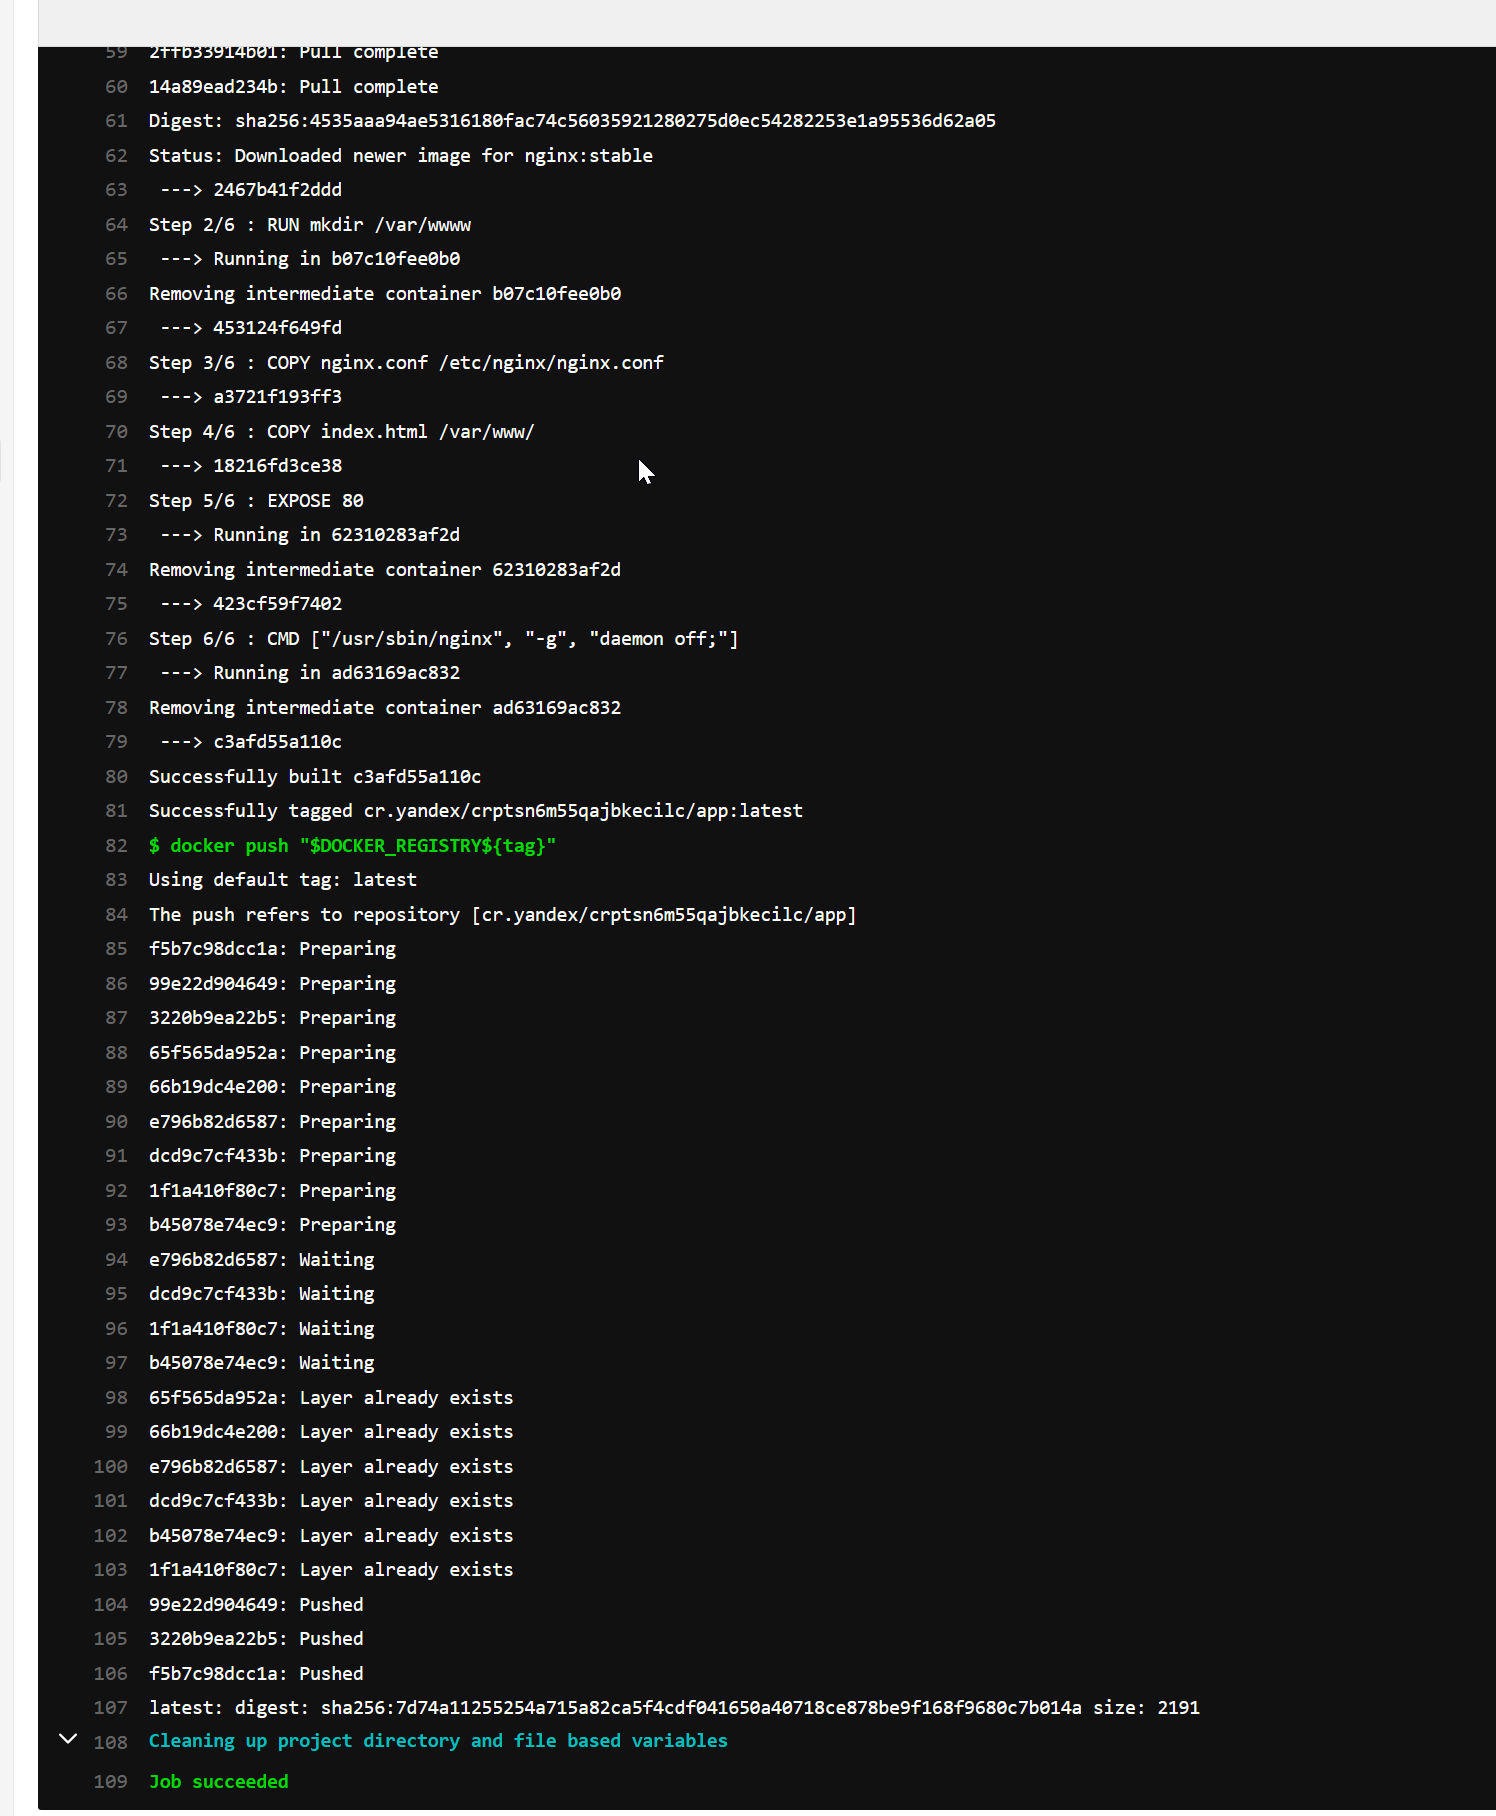 59 2ffb33914b01: Pull complete
60 14a89ead234b: Pull complete
61 Digest: sha256:4535aaa94ae5316180fac74c56035921280275d0ec54282253e1a95536d62a05
62 Status: Downloaded newer image for nginx:stable
63 ---> 2467b41f2ddd
64 Step 2/6 : RUN mkdir /var/wwww
65 ---> Running in b07c10fee0b0
66 Removing intermediate container b07c10fee0b0
67 ---> 453124f649fd
68 Step 3/6 : COPY nginx.conf /etc/nginx/nginx.conf
69 ---> a3721f193ff3
70 Step 4/6 : COPY index.html /var/www/
71 ---> 18216fd3ce38
72 Step 5/6 : EXPOSE 80
73 ---> Running in 62310283af2d
74 Removing intermediate container 62310283af2d
75 ---> 423cf59f7402
76 Step 6/6 : CMD ["/usr/sbin/nginx", "-g", "daemon off;"]
77 ---> Running in ad63169ac832
78 Removing intermediate container ad63169ac832
79 ---> c3afd55a110c
80 Successfully built c3afd55a110c
81 Successfully tagged cr.yandex/crptsn6m55qajbkecilc/app:latest
82 $ docker push "$DOCKER_REGISTRY${tag}"
83 Using default tag: latest
84 The push refers to repository [cr.yandex/crptsn6m55qajbkecilc/app]
85 f5b7c98dcc1a: Preparing
86 99e22d904649: Preparing
87 3220b9ea22b5: Preparing
88 65f565da952a: Preparing
89 66b19dc4e200: Preparing
90 e796b82d6587: Preparing
91 dcd9c7cf433b: Preparing
92 1f1a410f80c7: Preparing
93 b45078e74ec9: Preparing
94 e796b82d6587: Waiting
95 dcd9c7cf433b: Waiting
96 1f1a410f80c7: Waiting
97 b45078e74ec9: Waiting
98 65f565da952a: Layer already exists
99 66b19dc4e200: Layer already exists
100 e796b82d6587: Layer already exists
101 dcd9c7cf433b: Layer already exists
102 b45078e74ec9: Layer already exists
103 1f1a410f80c7: Layer already exists
104 99e22d904649: Pushed
105 3220b9ea22b5: Pushed
106 f5b7c98dcc1a: Pushed
107 latest: digest: sha256:7d74a11255254a715a82ca5f4cdf041650a40718ce878be9f168f9680c7b014a size: 2191
108 Cleaning up project directory and file based variables
109 Job succeeded